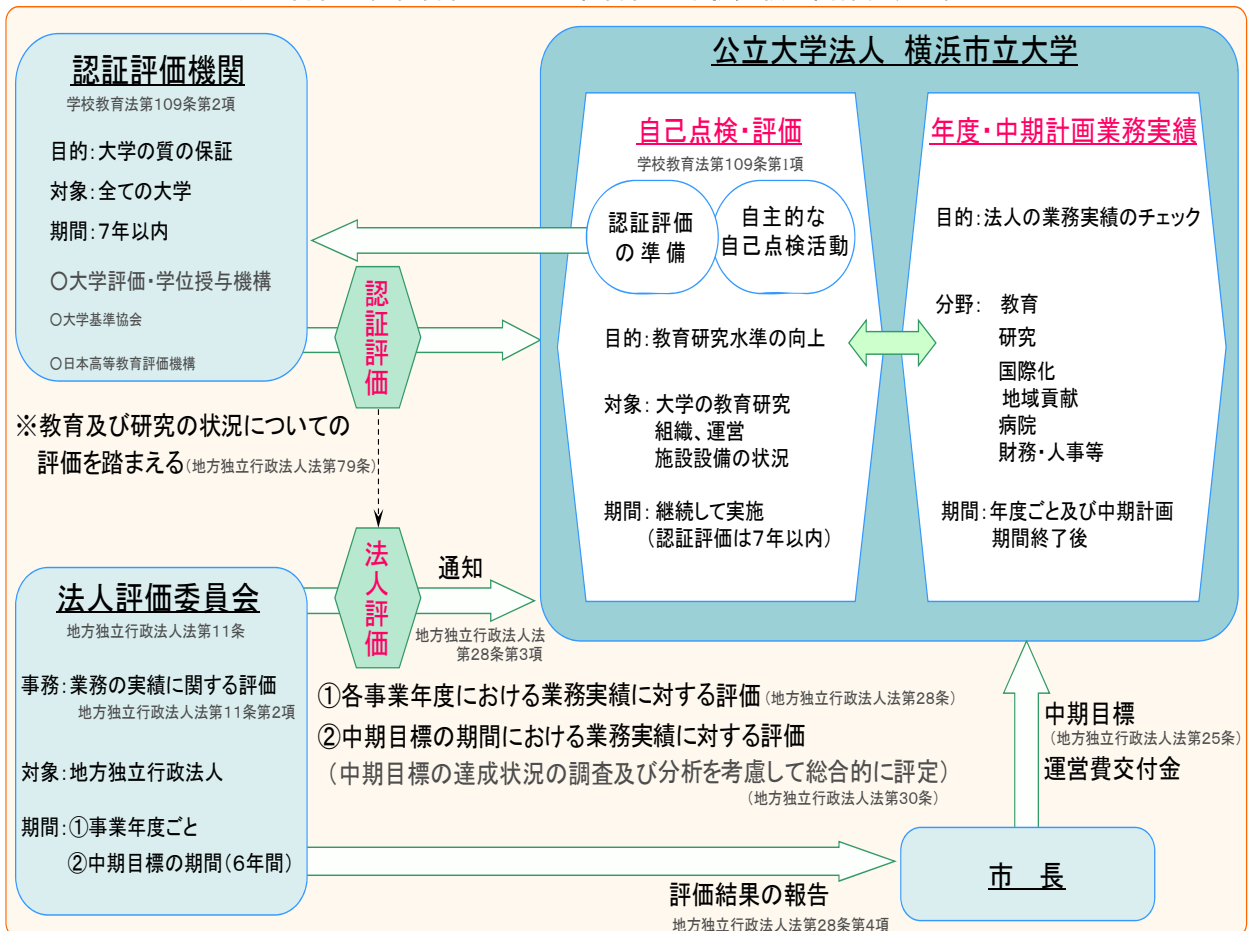 認証評価機関
学校教育法第109条第2項
目的:大学の質の保証
対象:全ての大学
期間:7年以内
○大学評価・学位授与機構
○大学基準協会
○日本高等教育評価機構
公立大学法人 横浜市立大学
自己点検・評価
学校教育法第109条第1項
認証評価
の準備
自主的な
自己点検活動
目的:教育研究水準の向上
対象:大学の教育研究
組織、運営
施設設備の状況
期間:継続して実施
(認証評価は7年以内)
年度・中期計画業務実績
目的:法人の業務実績のチェック
分野: 教育
研究
国際化
地域貢献
病院
財務・人事等
期間:年度ごと及び中期計画
期間終了後
認証評価
※教育及び研究の状況についての
評価を踏まえる(地方独立行政法人法第79条)
法人評価
通知
地方独立行政法人法
第28条第3項
法人評価委員会
地方独立行政法人法第11条
事務:業務の実績に関する評価
地方独立行政法人法第11条第2項
対象:地方独立行政法人
期間:①事業年度ごと
②中期目標の期間(6年間)
①各事業年度における業務実績に対する評価(地方独立行政法人法第28条)
②中期目標の期間における業務実績に対する評価
(中期目標の達成状況の調査及び分析を考慮して総合的に評定)
(地方独立行政法人法第30条)
中期目標
(地方独立行政法人法第25条)
運営費交付金
市 長
評価結果の報告
地方独立行政法人法第28条第4項